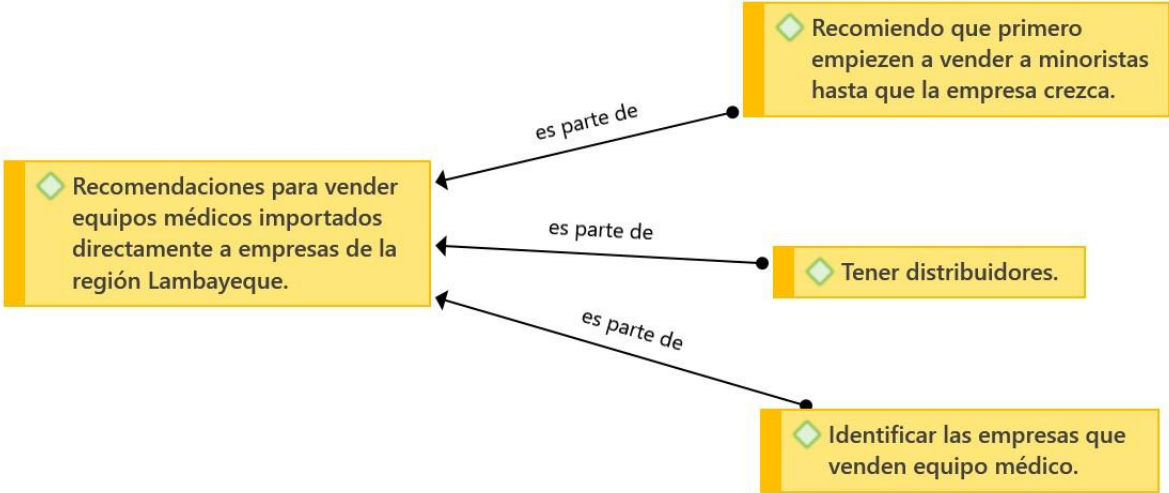 Recomiendo que primero
empiezen a vender a minoristas
hasta que la empresa crezca.
es parte de
Recomendaciones para vender
equipos médicos importados
directamente a empresas de la
región Lambayeque.
es parte de
Tener distribuidores.
es parte de
Identificar las empresas que
venden equipo médico.